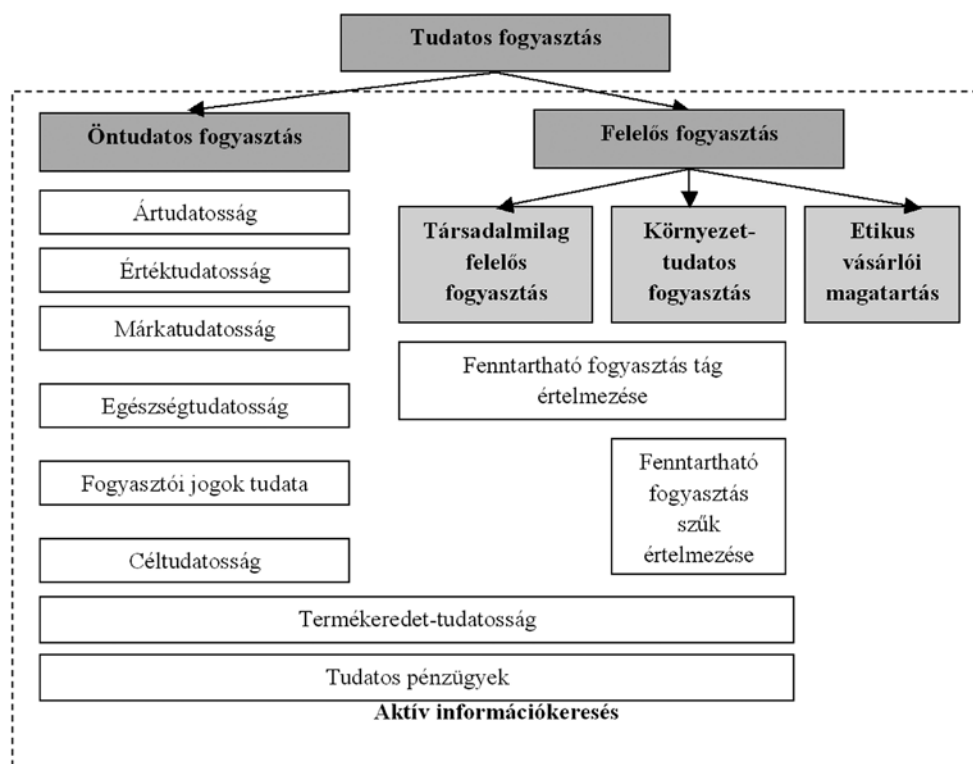 Tudatos fogyasztás
Öntudatos fogyasztás
Ártudatosság
Értéktudatosság
Márkatudatosság
Egészségtudatosság
Fogyasztói jogok tudata
Céltudatosság
Felelős fogyasztás
Társadalmilag
felelős
fogyasztás
Környezet-
tudatos
fogyasztás
Etikus
vásárlói
magatartás
Fenntartható fogyasztás tág
értelmezése
Fenntartható
fogyasztás
szűk
értelmezése
Termékeredet-tudatosság
Tudatos pénzügyek
Aktív információkeresés